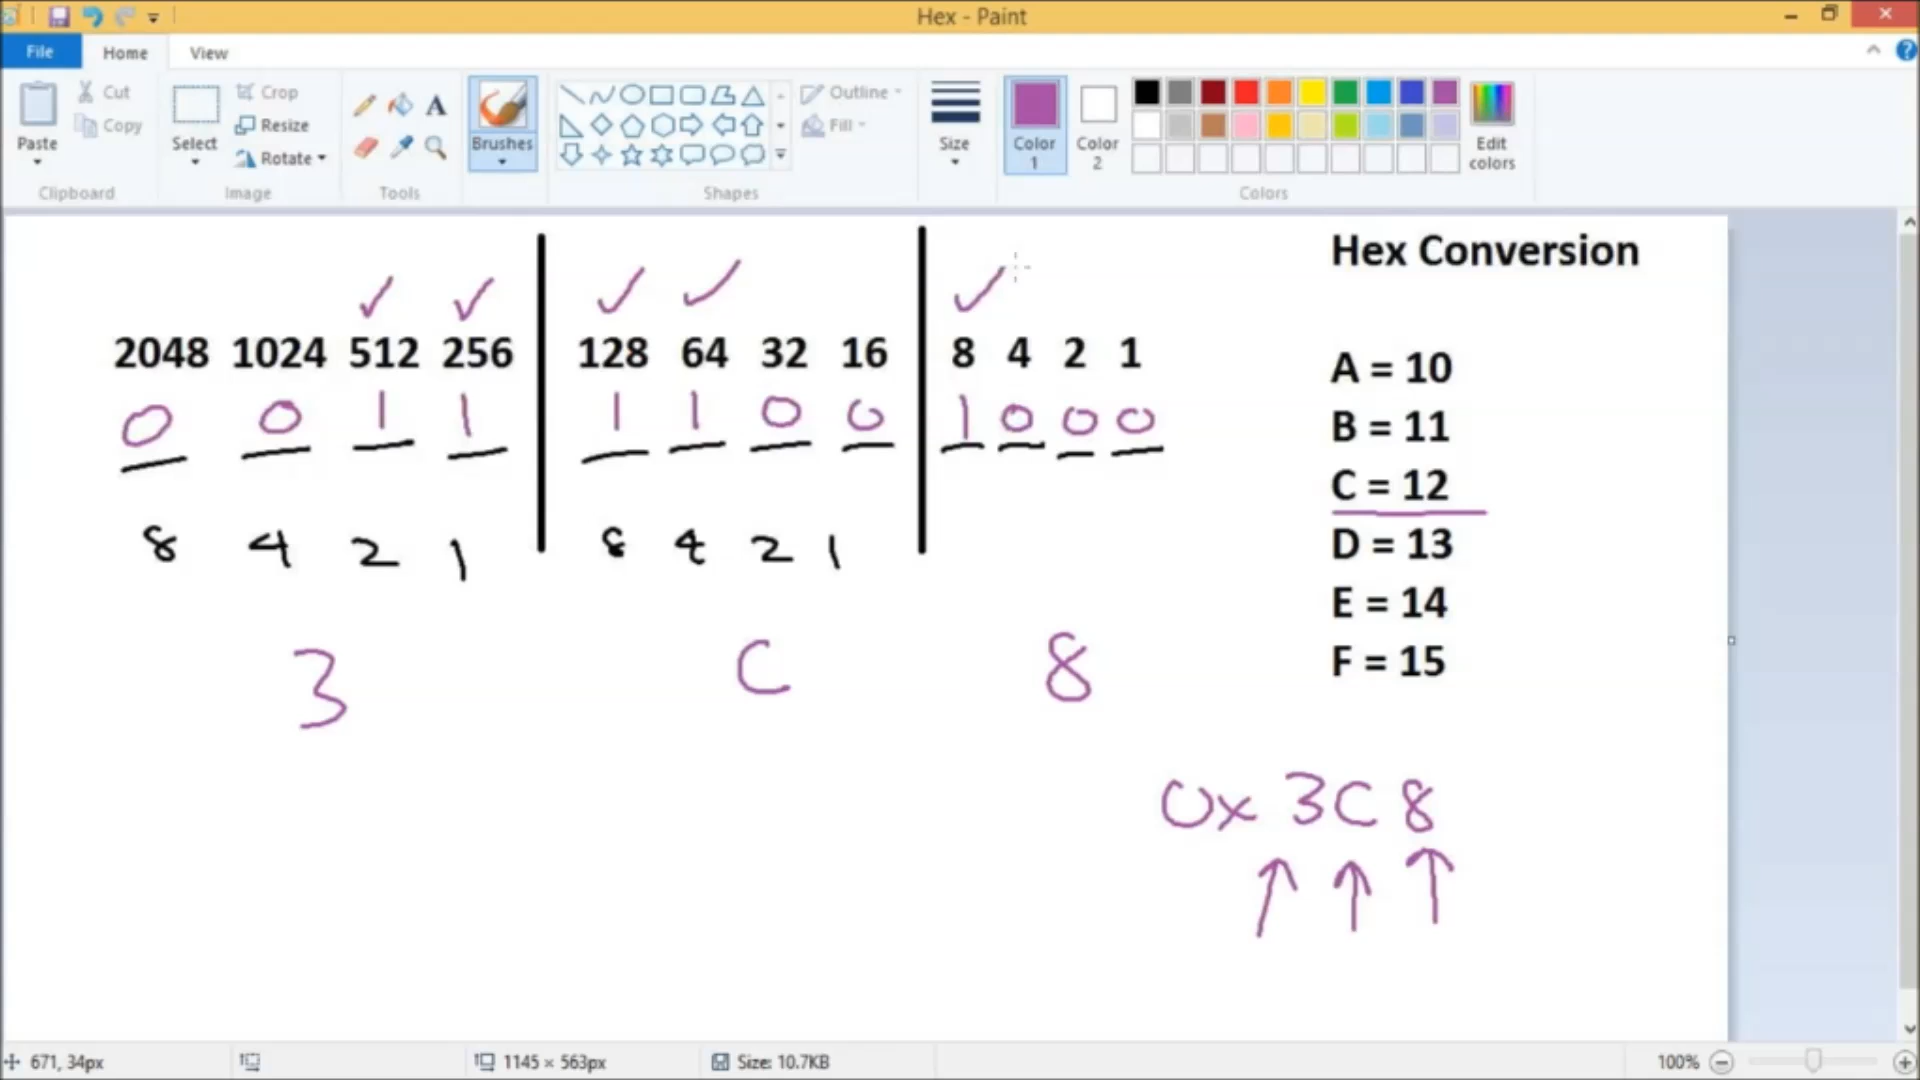 Hex - Paint
File Home View
Cut
Copy
Paste
Clipboard
Crop
Resize
Rotate
Select
Image
A
Tools
Brushes
Outline
Fill
Shapes
Size
Color 1
Color 2
Edit colors
Colors
Hex Conversion
2048 1024 512 256 128 64 32 16 8 4 2 1
0 0 1 1 1 1 0 0 1 0 0 0
8 4 2 1 8 4 2 1
3 C 8
A = 10
B = 11
C = 12
D = 13
E = 14
F = 15
0x 3C8
671, 34px
1145 × 563px
Size: 10.7KB
100%